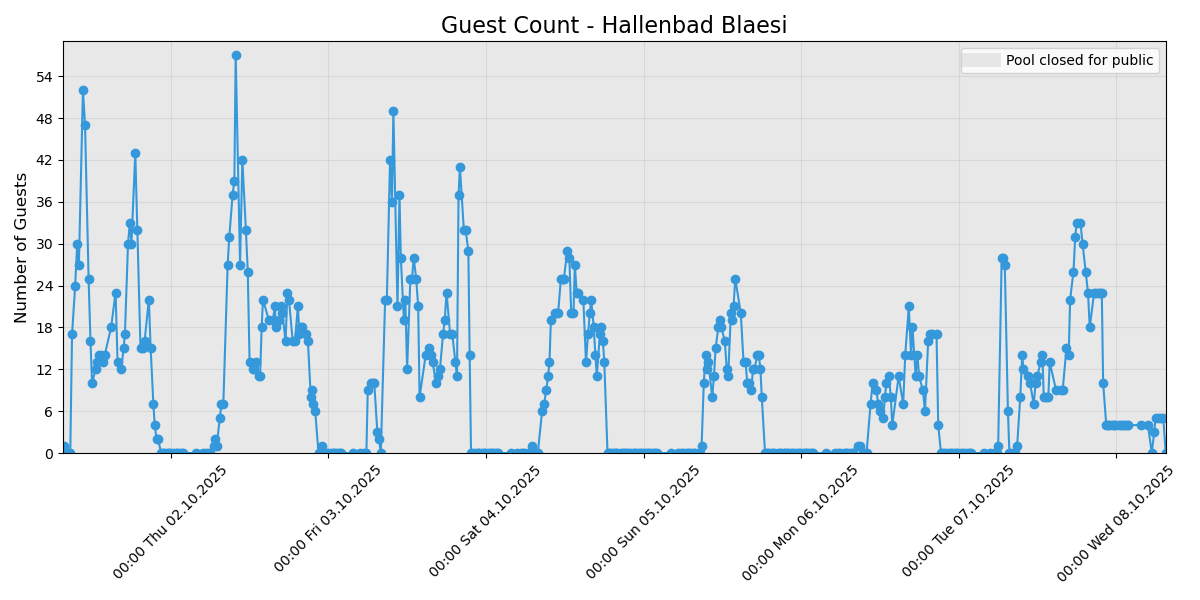 Guest Count - Hallenbad Blaesi
Pool closed for public
Number of Guests
54
48
42
36
30
24
18
12
6
0
00:00 Thu 02.10.2025
00:00 Fri 03.10.2025
00:00 Sat 04.10.2025
00:00 Sun 05.10.2025
00:00 Mon 06.10.2025
00:00 Tue 07.10.2025
00:00 Wed 08.10.2025